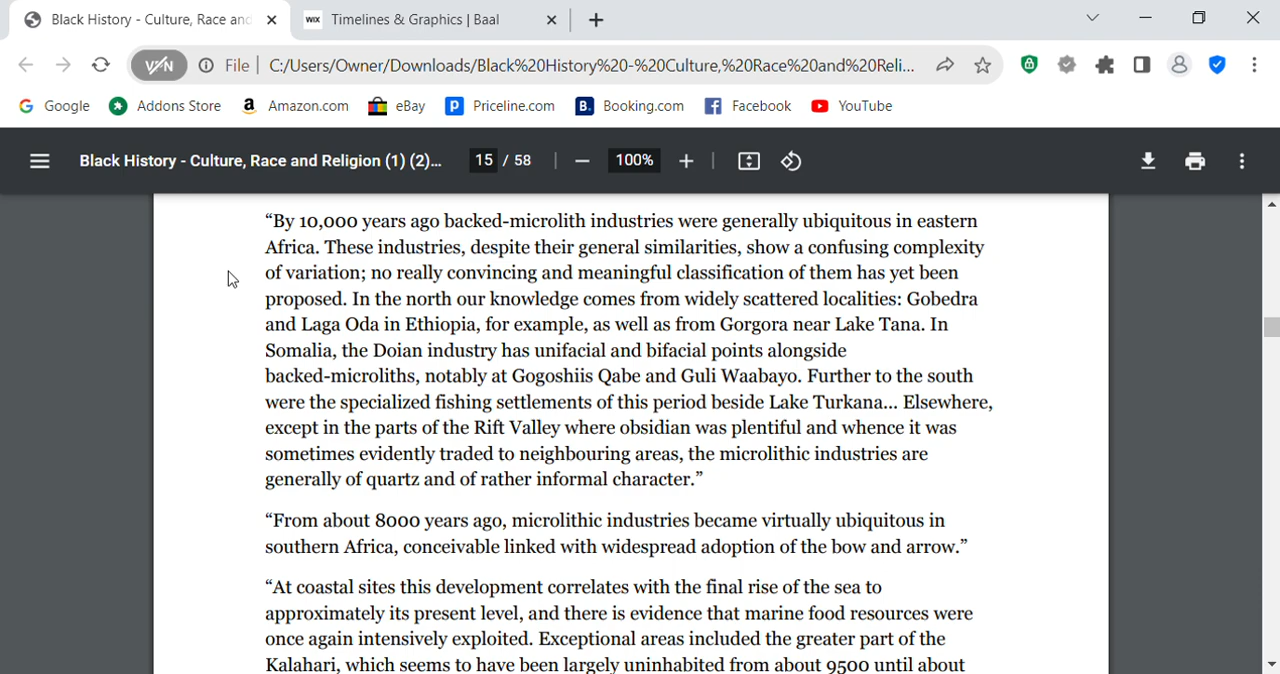 Black History - Culture, Race and
Timelines & Graphics | Baal
VPN
File
C:/Users/Owner/Downloads/Black%20History%20-%20Culture,%20Race%20and%20Reli...
Google
Addons Store
Amazon.com
eBay
Priceline.com
Booking.com
Facebook
YouTube
Black History - Culture, Race and Religion (1) (2)...
15 / 58
100%
“By 10,000 years ago backed-microlith industries were generally ubiquitous in eastern
Africa. These industries, despite their general similarities, show a confusing complexity
of variation; no really convincing and meaningful classification of them has yet been
proposed. In the north our knowledge comes from widely scattered localities: Gobedra
and Laga Oda in Ethiopia, for example, as well as from Gorgora near Lake Tana. In
Somalia, the Doian industry has unifacial and bifacial points alongside
backed-microliths, notably at Gogoshiis Qabe and Guli Waabayo. Further to the south
were the specialized fishing settlements of this period beside Lake Turkana... Elsewhere,
except in the parts of the Rift Valley where obsidian was plentiful and whence it was
sometimes evidently traded to neighbouring areas, the microlithic industries are
generally of quartz and of rather informal character.”
“From about 8000 years ago, microlithic industries became virtually ubiquitous in
southern Africa, conceivable linked with widespread adoption of the bow and arrow.”
“At coastal sites this development correlates with the final rise of the sea to
approximately its present level, and there is evidence that marine food resources were
once again intensively exploited. Exceptional areas included the greater part of the
Kalahari, which seems to have been largely uninhabited from about 9500 until about